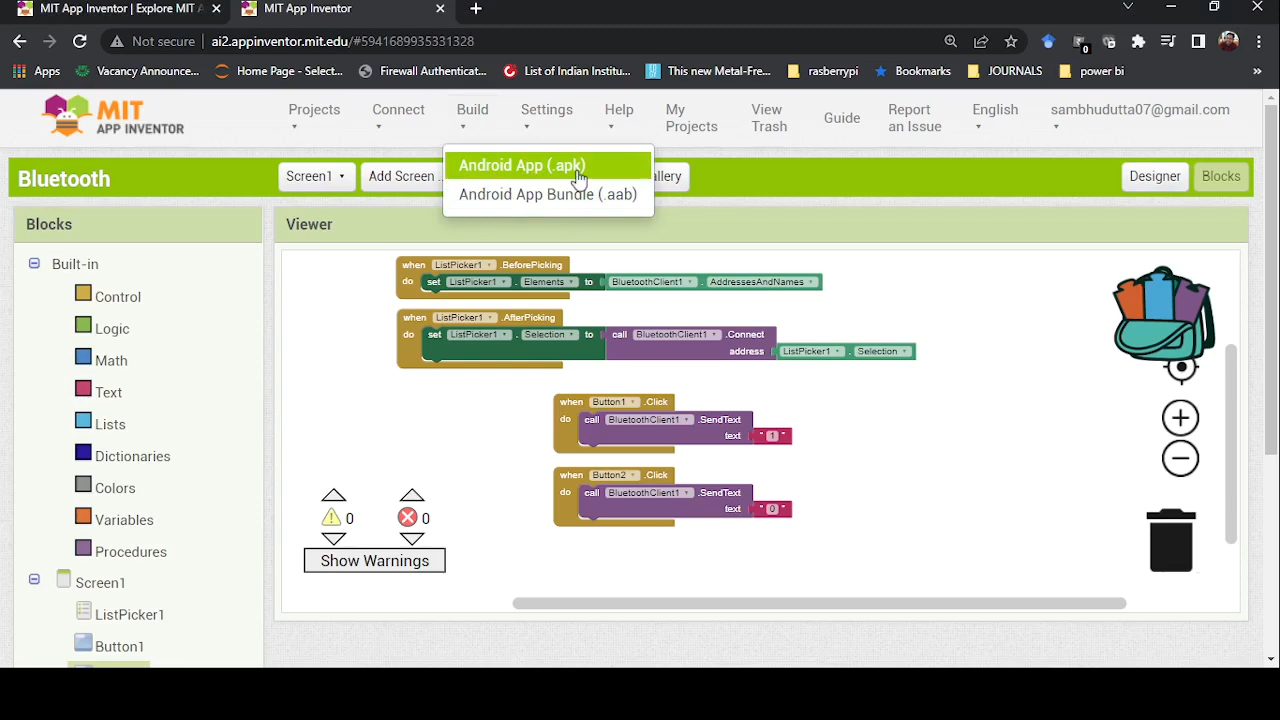 MIT App Inventor | Explore MIT A
MIT App Inventor
Not secure
ai2.appinventor.mit.edu/#5941689935331328
0
Apps
Vacancy Announce...
Home Page - Select...
Firewall Authenticat...
List of Indian Institu...
This new Metal-Fre...
rasberrypi
Bookmarks
JOURNALS
power bi
»
MIT
APP INVENTOR
Projects
Connect
Build
Settings
Help
My
Projects
View
Trash
Guide
Report
an Issue
English
sambhudutta07@gmail.com
Android App (.apk)
Android App Bundle (.aab)
Bluetooth
Screen1
Add Screen ..
allery
Designer
Blocks
Blocks
Viewer
Built-in
Control
Logic
Math
Text
Lists
Dictionaries
Colors
Variables
Procedures
Screen1
ListPicker1
Button1
when ListPicker1 .BeforePicking
do set ListPicker1 . Elements to BluetoothClient1 . AddressesAndNames
when ListPicker1 .AfterPicking
do set ListPicker1 . Selection to call BluetoothClient1 .Connect
address ListPicker1 . Selection
when Button1 .Click
do call BluetoothClient1 .SendText
text " 1 "
when Button2 .Click
do call BluetoothClient1 .SendText
text " 0 "
0
0
Show Warnings